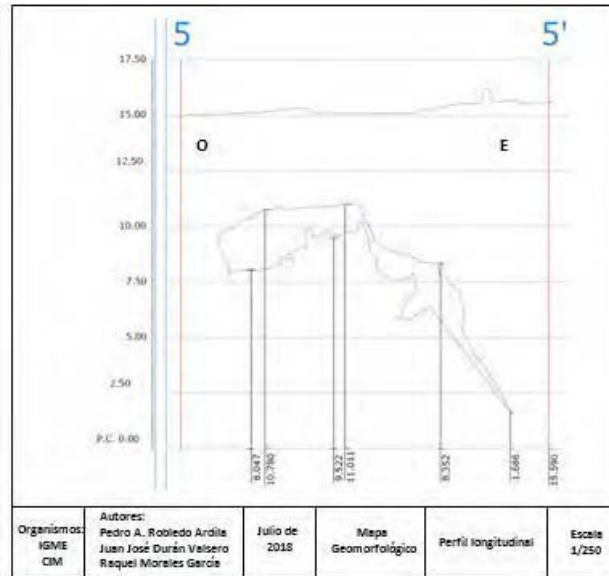 5 5'
17.50
15.00
O E
12.50
10.00
7.50
5.00
2.50
P.C. 0.00
8.047
10.790
9.522
11.011
8.352
1.686
15.590
Organismos:
IGME
CIM
Autores:
Pedro A. Robledo Ardila
Juan José Durán Valsero
Raquel Morales García
Julio de
2018
Mapa
Geomorfológico
Perfil longitudinal
Escala
1/250